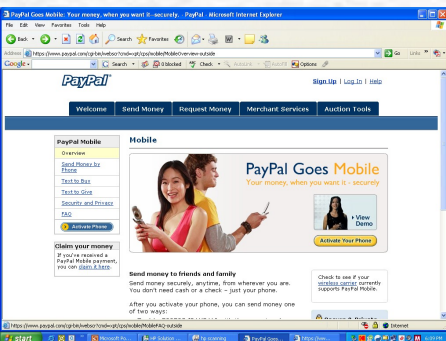 PayPal Goes Mobile: Your money, when you want it-securely. - PayPal - Microsoft Internet Explorer
File Edit View Favorites Tools Help
Back Search Favorites
Address https://www.paypal.com/cgi-bin/webscr?cmd=xpt/cps/mobile/MobileOverview-outside Go Links
Google Search 0 blocked Check AutoLink AutoFill Options
PayPal
Sign Up | Log In | Help
Welcome Send Money Request Money Merchant Services Auction Tools
PayPal Mobile
Overview
Send Money by
Phone
Text to Buy
Text to Give
Security and Privacy
FAQ
Activate Phone
Claim your money
If you've received a
PayPal Mobile payment,
you can claim it here.
Mobile
PayPal Goes Mobile
Your money, when you want it - securely
View
Demo
Activate Your Phone
Send money to friends and family
Send money securely, anytime, from wherever you are.
You don't need cash or a check – just your phone.
After you activate your phone, you can send money one
of two ways:
Check to see if your
wireless carrier currently
supports PayPal Mobile.
https://www.paypal.com/cgi-bin/webscr?cmd=xpt/cps/mobile/MobileFAQ-outside Internet
start Microsoft Po... HP Solution ... hp scanning PayPal Goes... https://www... 6:09 PM